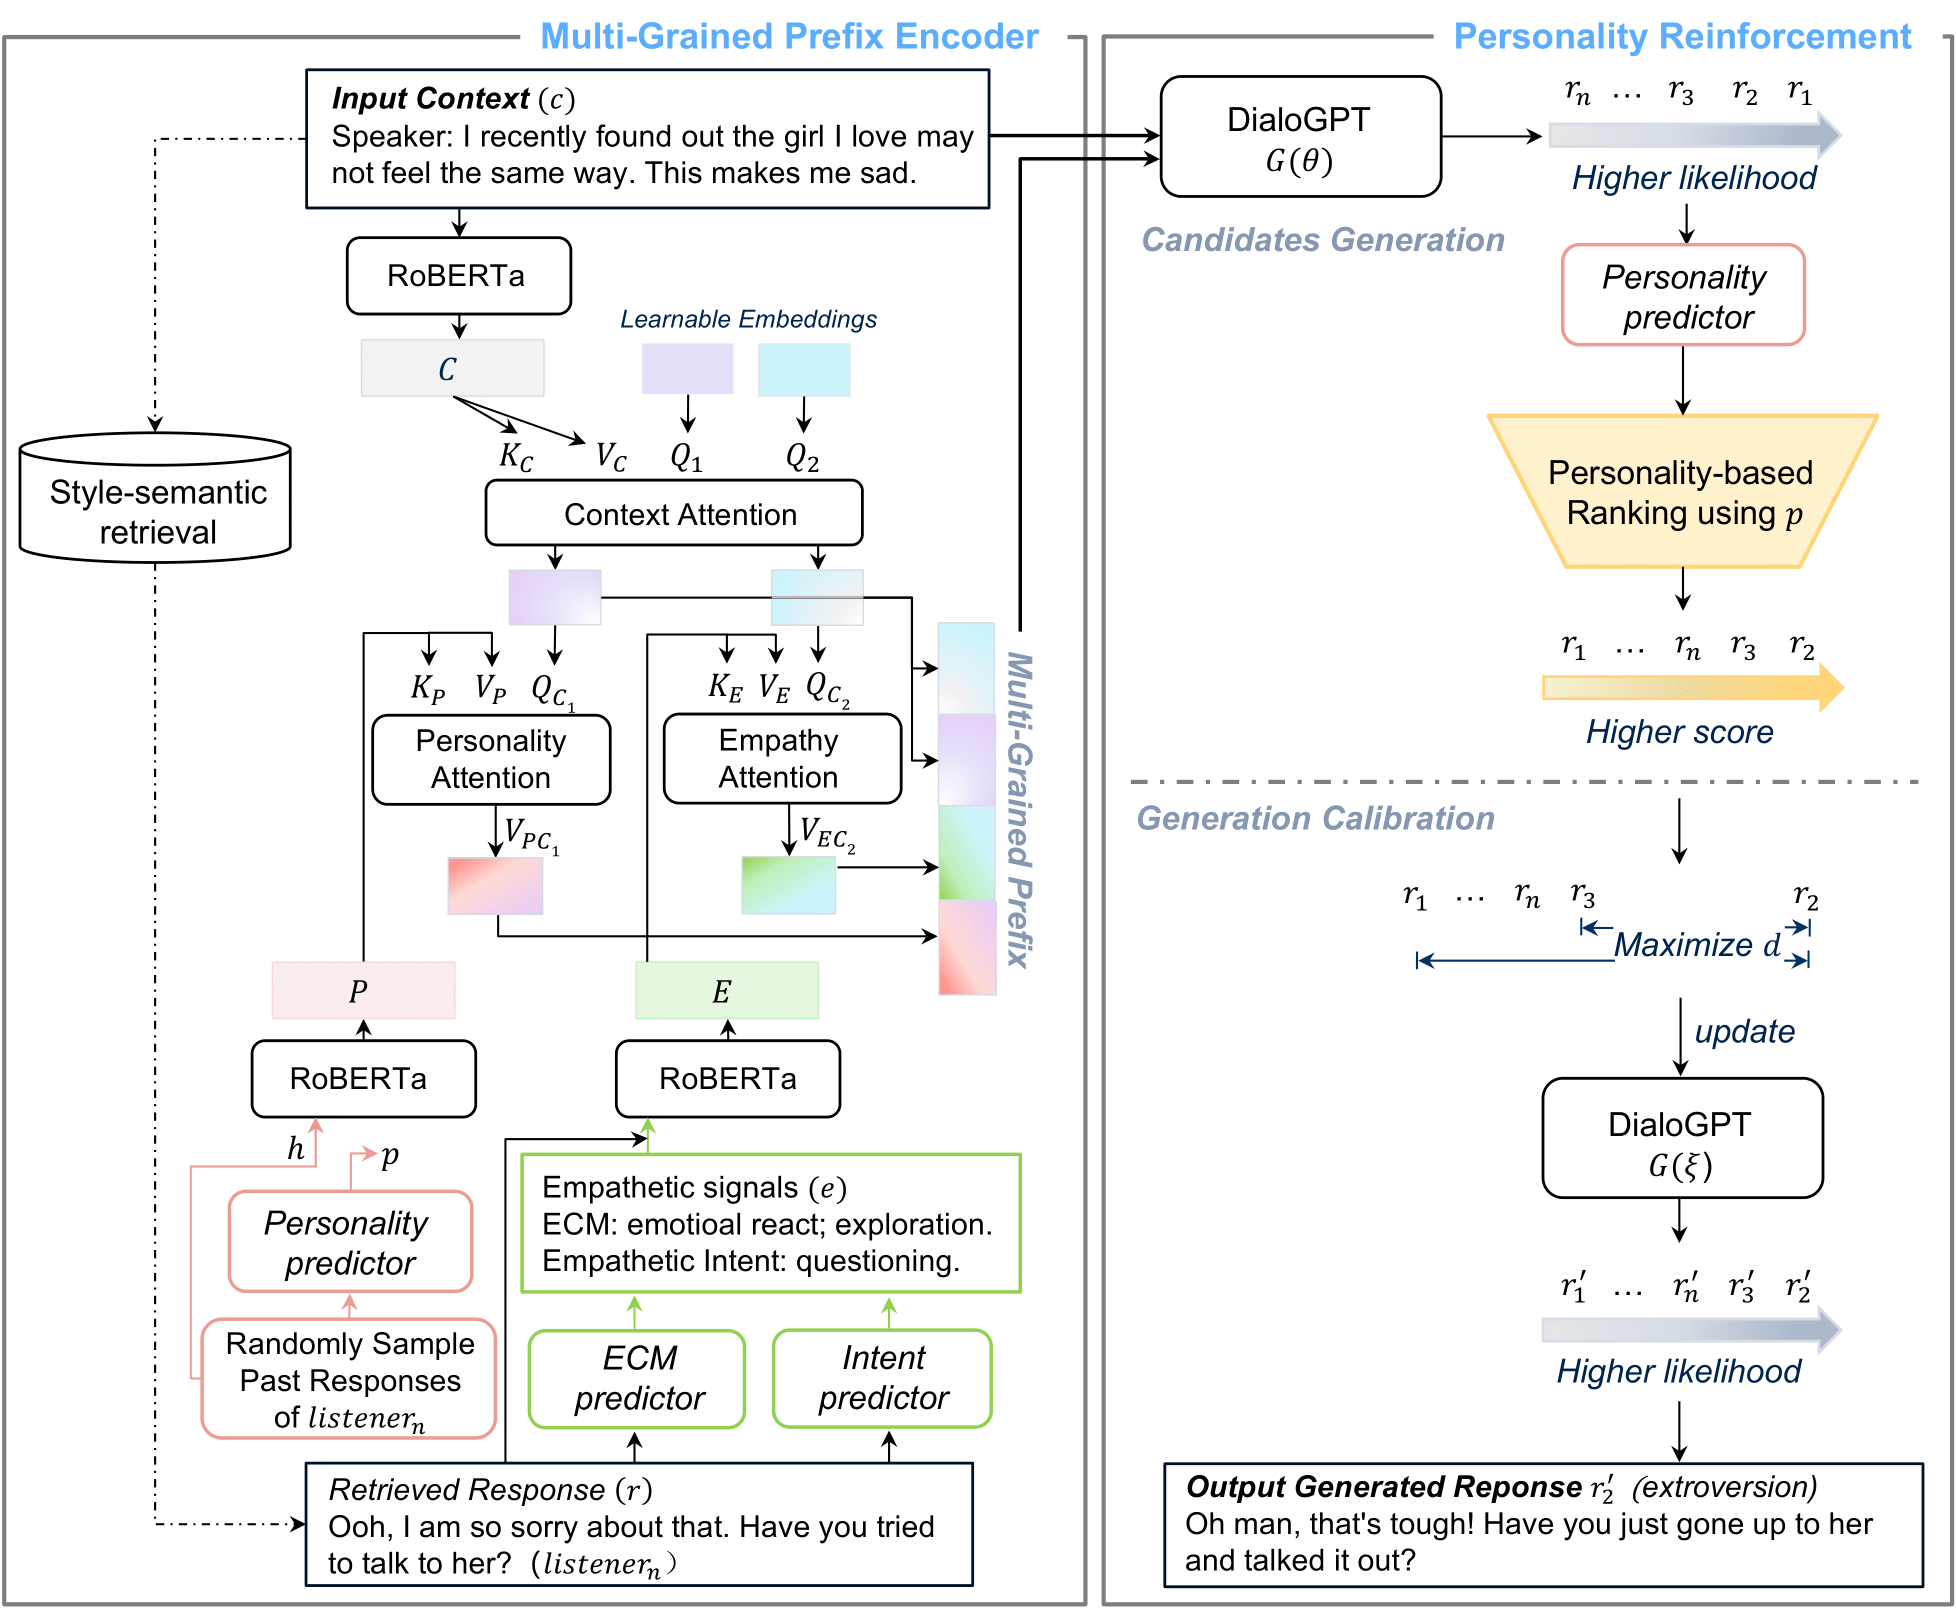 Multi-Grained Prefix Encoder
Input Context (c)
Speaker: I recently found out the girl I love may
not feel the same way. This makes me sad.
RoBERTa
Learnable Embeddings
C
K_C V_C Q_1 Q_2
Style-semantic
retrieval
Context Attention
K_P V_P Q_{C_1}
K_E V_E Q_{C_2}
Personality
Attention
Empathy
Attention
V_{PC_1}
V_{EC_2}
Multi-Grained Prefix
P
E
RoBERTa
RoBERTa
h
p
Personality
predictor
Empathetic signals (e)
ECM: emotioal react; exploration.
Empathetic Intent: questioning.
Randomly Sample
Past Responses
of listener_n
ECM
predictor
Intent
predictor
Retrieved Response (r)
Ooh, I am so sorry about that. Have you tried
to talk to her? (listener_n)
Personality Reinforcement
DialoGPT
G(θ)
r_n ... r_3 r_2 r_1
Higher likelihood
Candidates Generation
Personality
predictor
Personality-based
Ranking using p
r_1 ... r_n r_3 r_2
Higher score
Generation Calibration
r_1 ... r_n r_3 r_2
Maximize d
update
DialoGPT
G(ξ)
r′_1 ... r′_n r′_3 r′_2
Higher likelihood
Output Generated Reponse r′_2 (extroversion)
Oh man, that's tough! Have you just gone up to her
and talked it out?